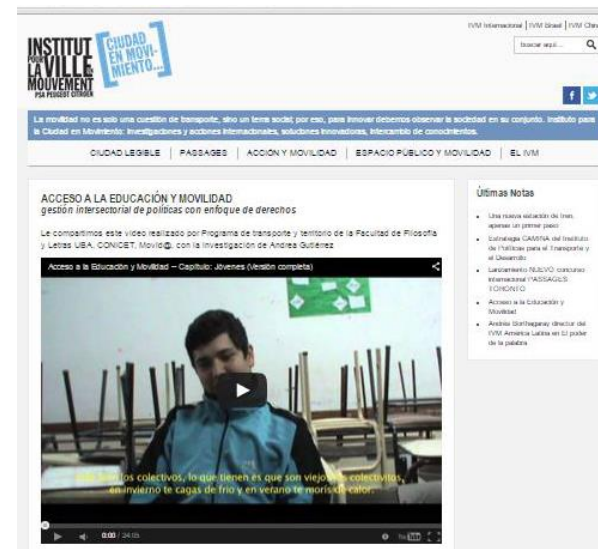 IVM Internacional | IVM Brasil | IVM China
INSTITUT
POUR
LA VILLE EN
MOUVEMENT
PSA PEUGEOT CITROËN
CIUDAD
EN MOVI-
MIENTO...
buscar aquí...
La movilidad no es solo una cuestión de transporte, sino un tema social; por eso, para innovar debemos observar la sociedad en su conjunto. Instituto para
la Ciudad en Movimiento: investigaciones y acciones internacionales, soluciones innovadoras, intercambio de conocimientos.
CIUDAD LEGIBLE | PASSAGES | ACCIÓN Y MOVILIDAD | ESPACIO PÚBLICO Y MOVILIDAD | EL IVM
ACCESO A LA EDUCACIÓN Y MOVILIDAD
gestión intersectorial de políticas con enfoque de derechos
Le compartimos este video realizado por Programa de transporte y territorio de la Facultad de Filosofía
y Letras UBA, CONICET, Movid@, con la investigación de Andrea Gutiérrez
Acceso a la Educación y Movilidad – Capítulo: Jóvenes (Versión completa)
los colectivos, lo que tienen es que son viejos los colectivitos,
en invierno te cagas de frío y en verano te morís de calor.
0:00 / 24:05
YouTube
Últimas Notas
Una nueva estación de tren,
apenas un primer paso
Estrategia CAMINA del Instituto
de Políticas para el Transporte y
el Desarrollo
Lanzamiento NUEVO concurso
internacional PASSAGES
TORONTO
Acceso a la Educación y
Movilidad
Andrés Borthagaray director del
IVM América Latina en El poder
de la palabra